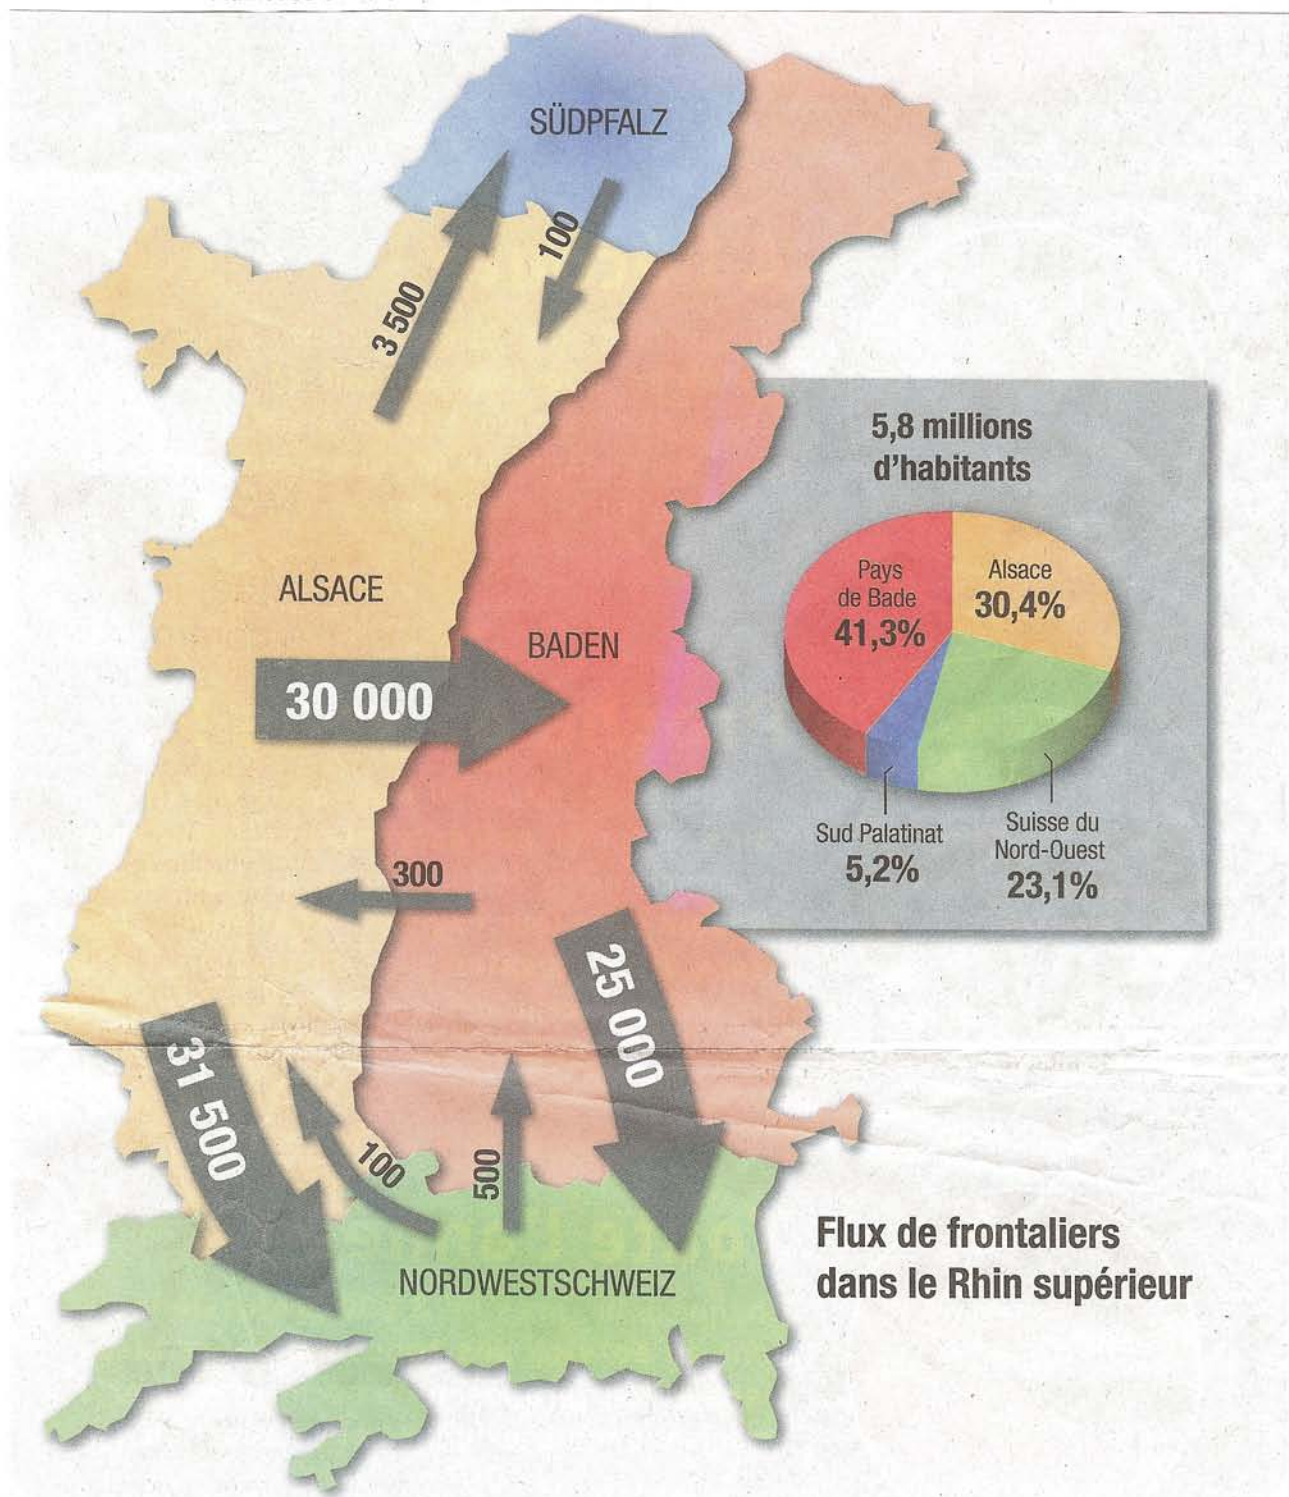 SÜDPFALZ
100
3 500
5,8 millions
d'habitants
Pays
de Bade
41,3%
Alsace
30,4%
ALSACE
BADEN
30 000
Sud Palatinat
5,2%
Suisse du
Nord-Ouest
23,1%
300
25 000
31 500
100
500
Flux de frontaliers
dans le Rhin supérieur
NORDWESTSCHWEIZ